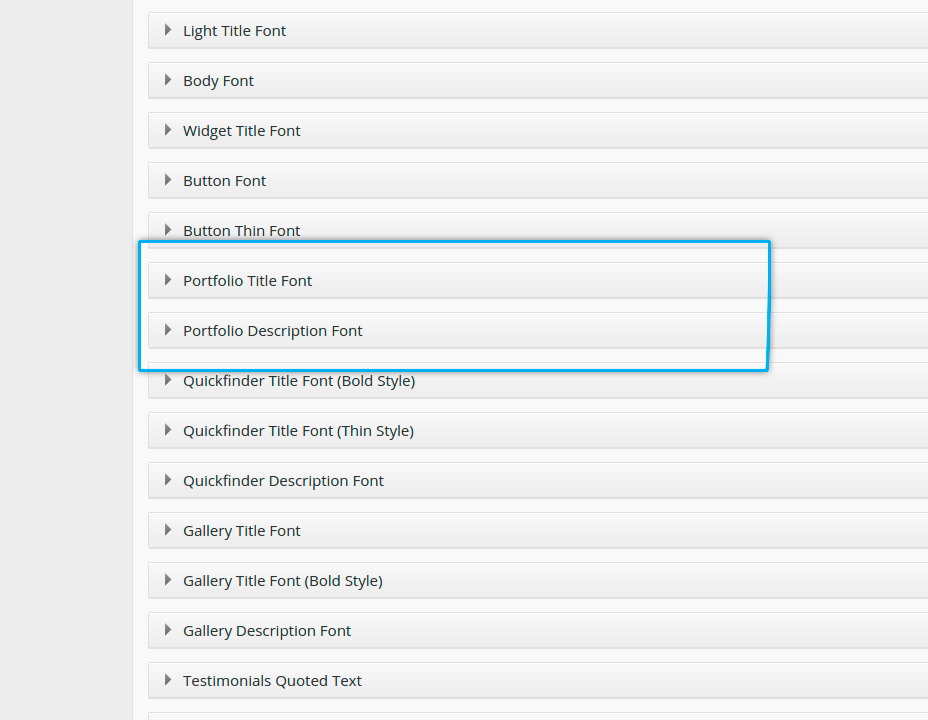 Light Title Font
Body Font
Widget Title Font
Button Font
Button Thin Font
Portfolio Title Font
Portfolio Description Font
Quickfinder Title Font (Bold Style)
Quickfinder Title Font (Thin Style)
Quickfinder Description Font
Gallery Title Font
Gallery Title Font (Bold Style)
Gallery Description Font
Testimonials Quoted Text